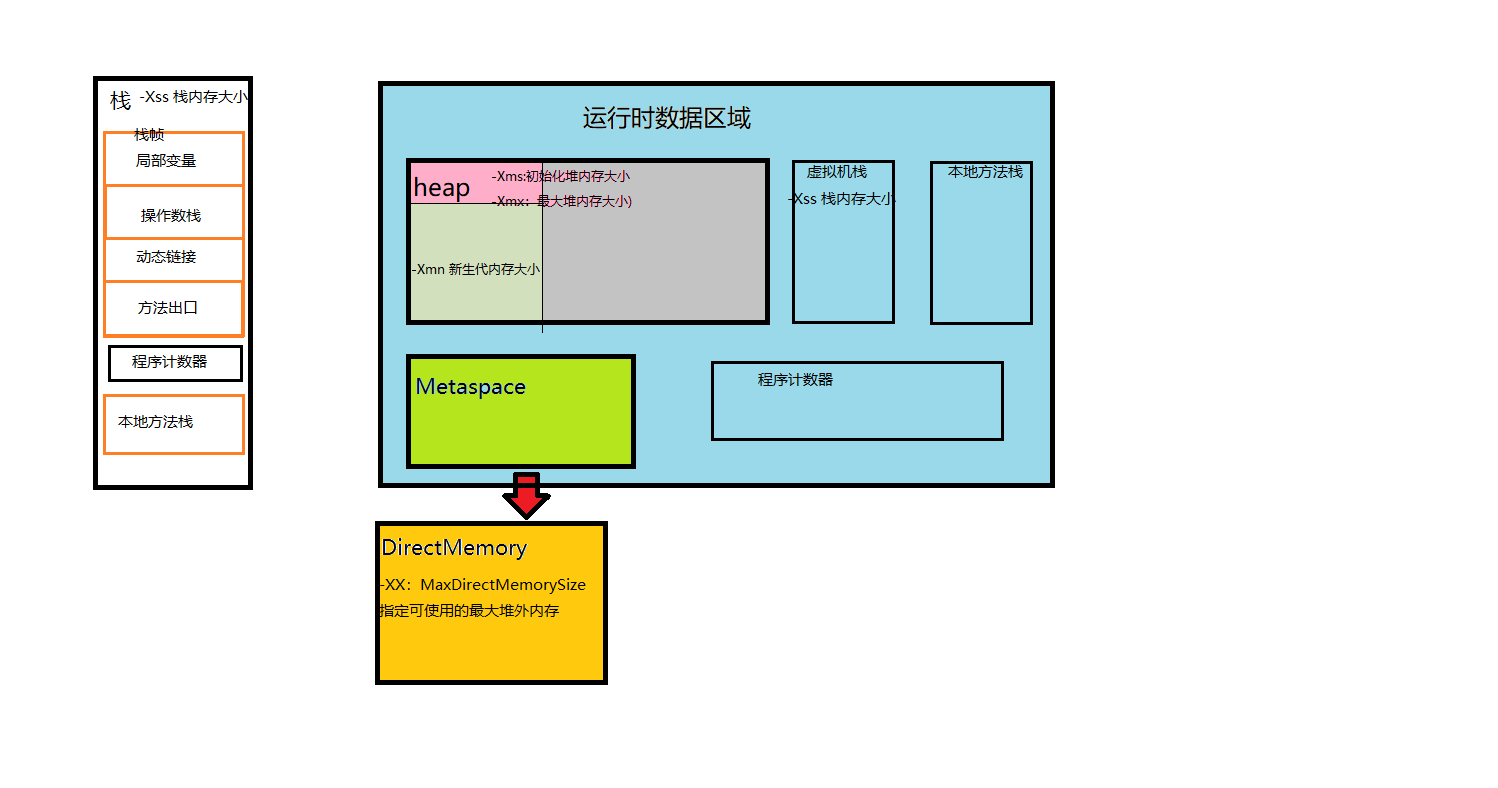 栈 -Xss 栈内存大小
栈帧
局部变量
操作数栈
动态链接
方法出口
程序计数器
本地方法栈
运行时数据区域
heap
-Xms:初始化堆内存大小
-Xmx：最大堆内存大小)
-Xmn 新生代内存大小
虚拟机栈
-Xss 栈内存大小
本地方法栈
Metaspace
程序计数器
DirectMemory
-XX：MaxDirectMemorySize
指定可使用的最大堆外内存